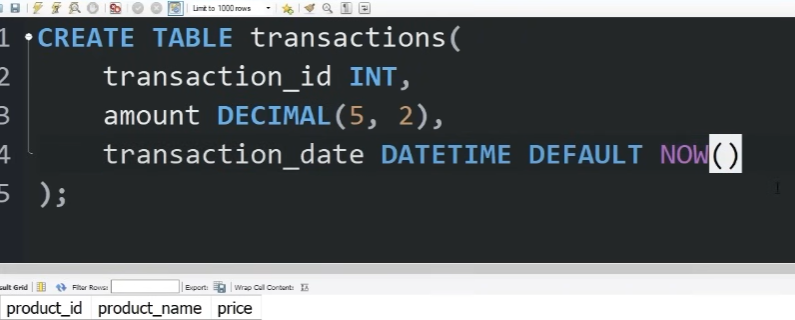 Limit to 1000 rows
1 CREATE TABLE transactions(
2 transaction_id INT,
3 amount DECIMAL(5, 2),
4 transaction_date DATETIME DEFAULT NOW()
5 );
sult Grid Filter Rows: Export: Wrap Cell Content:
product_id product_name price